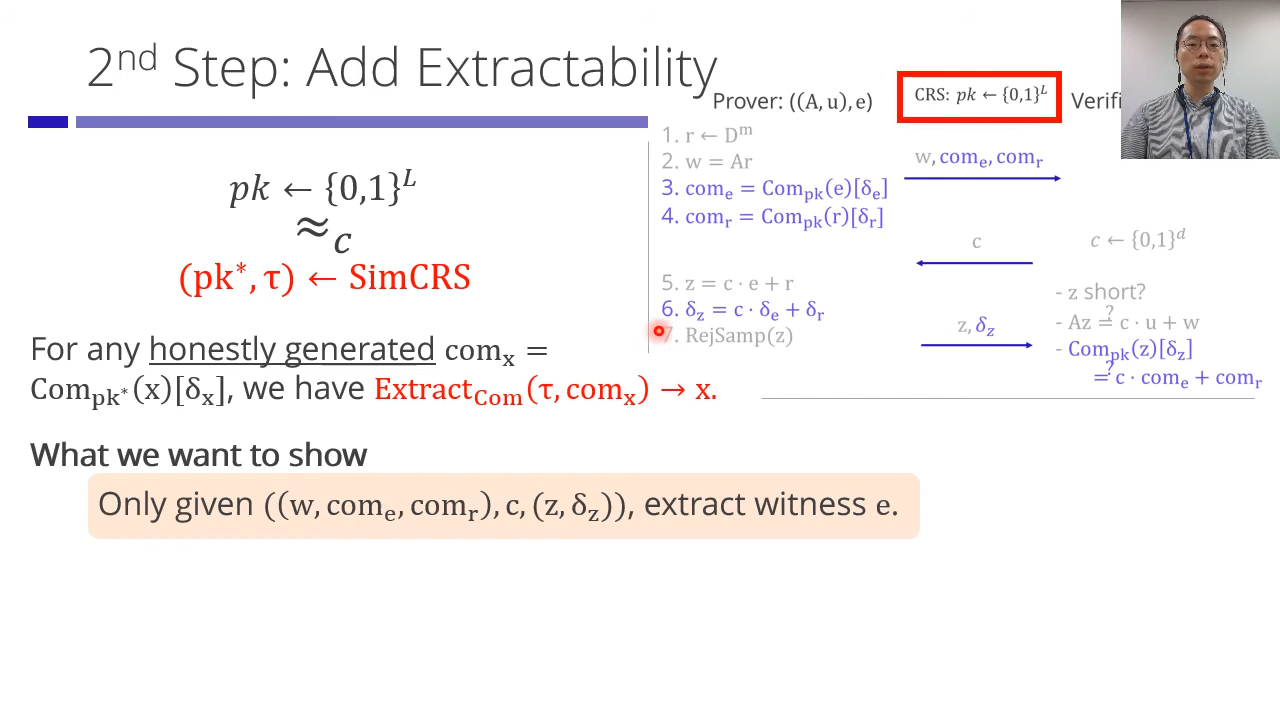 2nd Step: Add Extractability
pk ← {0,1}^L
≈_c
(pk*, τ) ← SimCRS
For any honestly generated com_x =
Com_pk*(x)[δ_x], we have Extract_Com(τ, com_x) → x.
What we want to show
Only given ((w, com_e, com_r), c, (z, δ_z)), extract witness e.
Prover: ((A, u), e)
CRS: pk ← {0,1}^L
1. r ← D^m
2. w = Ar
3. com_e = Com_pk(e)[δ_e]
4. com_r = Com_pk(r)[δ_r]
w, com_e, com_r
c
c ← {0,1}^d
5. z = c · e + r
6. δ_z = c · δ_e + δ_r
7. RejSamp(z)
z, δ_z
- z short?
- Az =? c · u + w
- Com_pk(z)[δ_z]
=? c · com_e + com_r